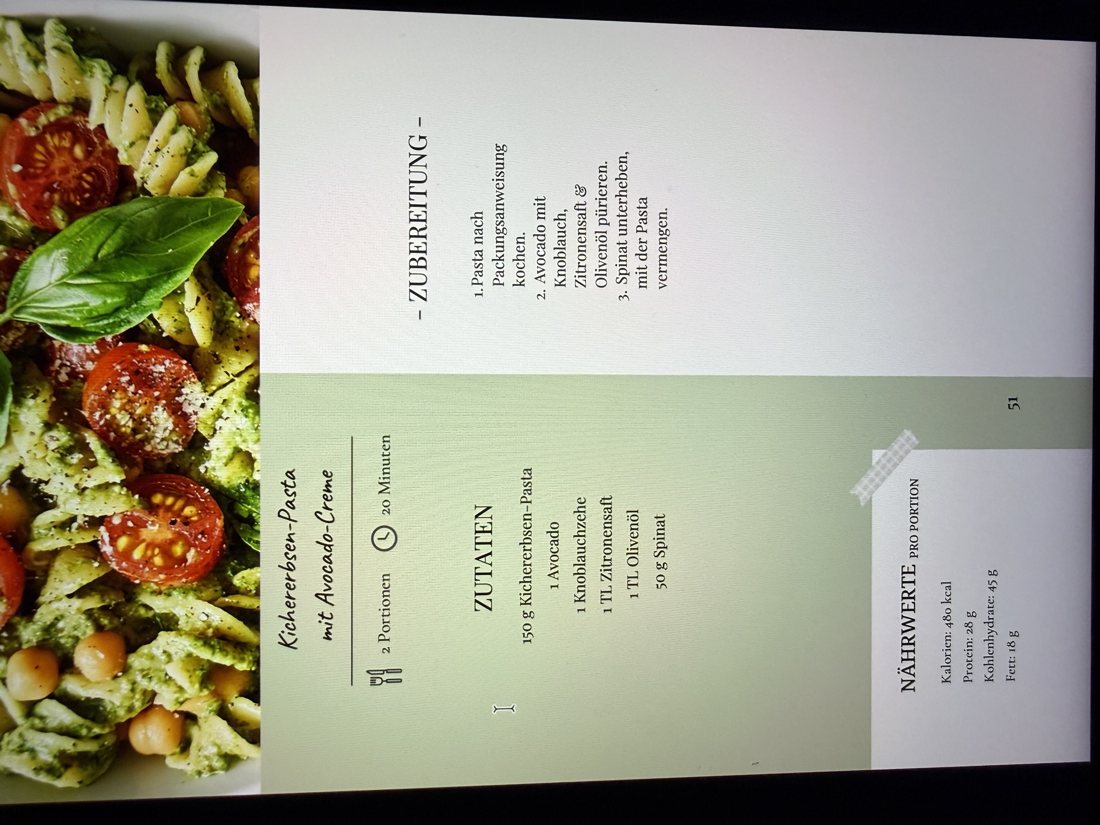 Kichererbsen-Pasta
mit Avocado-Creme
2 Portionen
20 Minuten
ZUTATEN
150 g Kichererbsen-Pasta
1 Avocado
1 Knoblauchzehe
1 TL Zitronensaft
1 TL Olivenöl
50 g Spinat
– ZUBEREITUNG –
1.Pasta nach
Packungsanweisung
kochen.
2. Avocado mit
Knoblauch,
Zitronensaft &
Olivenöl pürieren.
3. Spinat unterheben,
mit der Pasta
vermengen.
NÄHRWERTE PRO PORTION
Kalorien: 480 kcal
Protein: 28 g
Kohlenhydrate: 45 g
Fett: 18 g
51